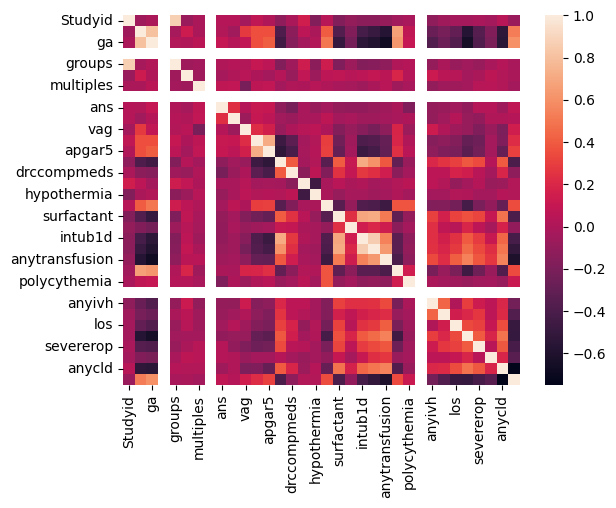 Studyid
ga
groups
multiples
ans
vag
apgar5
drccompmeds
hypothermia
surfactant
intub1d
anytransfusion
polycythemia
anyivh
los
severerop
anycld
Studyid
ga
groups
multiples
ans
vag
apgar5
drccompmeds
hypothermia
surfactant
intub1d
anytransfusion
polycythemia
anyivh
los
severerop
anycld
1.0
0.8
0.6
0.4
0.2
0.0
−0.2
−0.4
−0.6